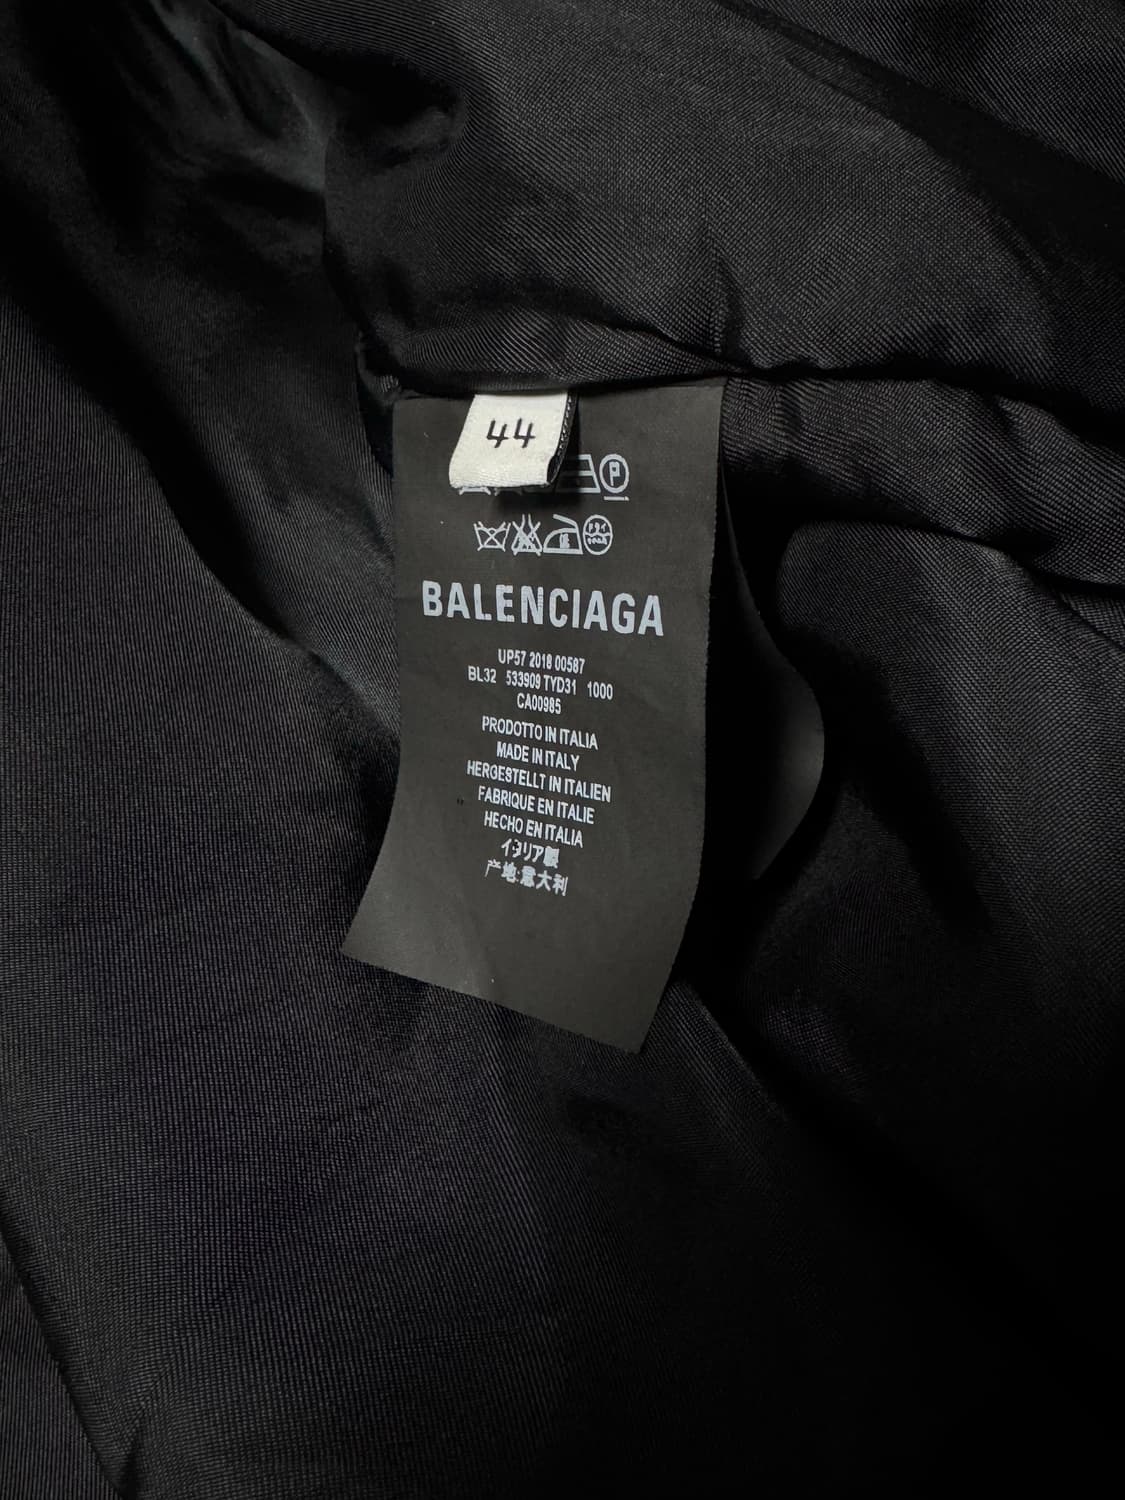 44
P
BALENCIAGA
UP57 2018 00587
BL32 533909 TYD31 1000
CA00985
PRODOTTO IN ITALIA
MADE IN ITALY
HERGESTELLT IN ITALIEN
FABRIQUE EN ITALIE
HECHO EN ITALIA
イタリア製
产地:意大利